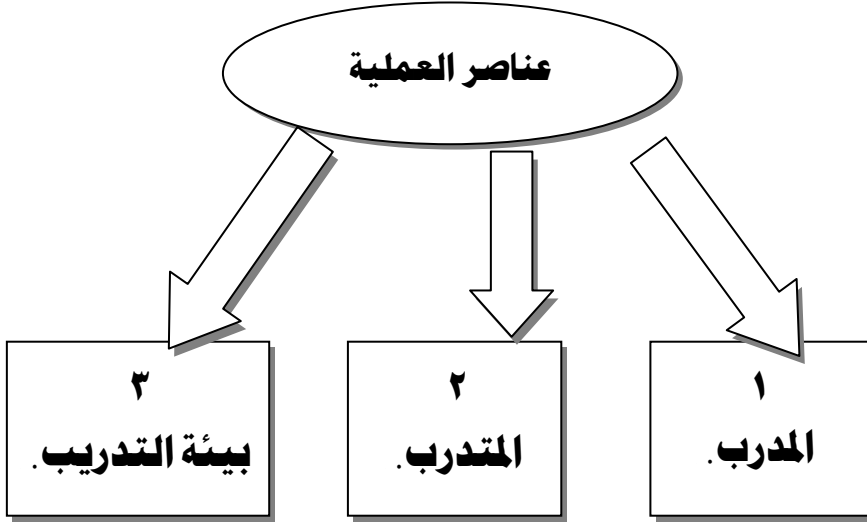 عناصر العملية
١
المدرب.
٢
المتدرب.
٣
بيئة التدريب.